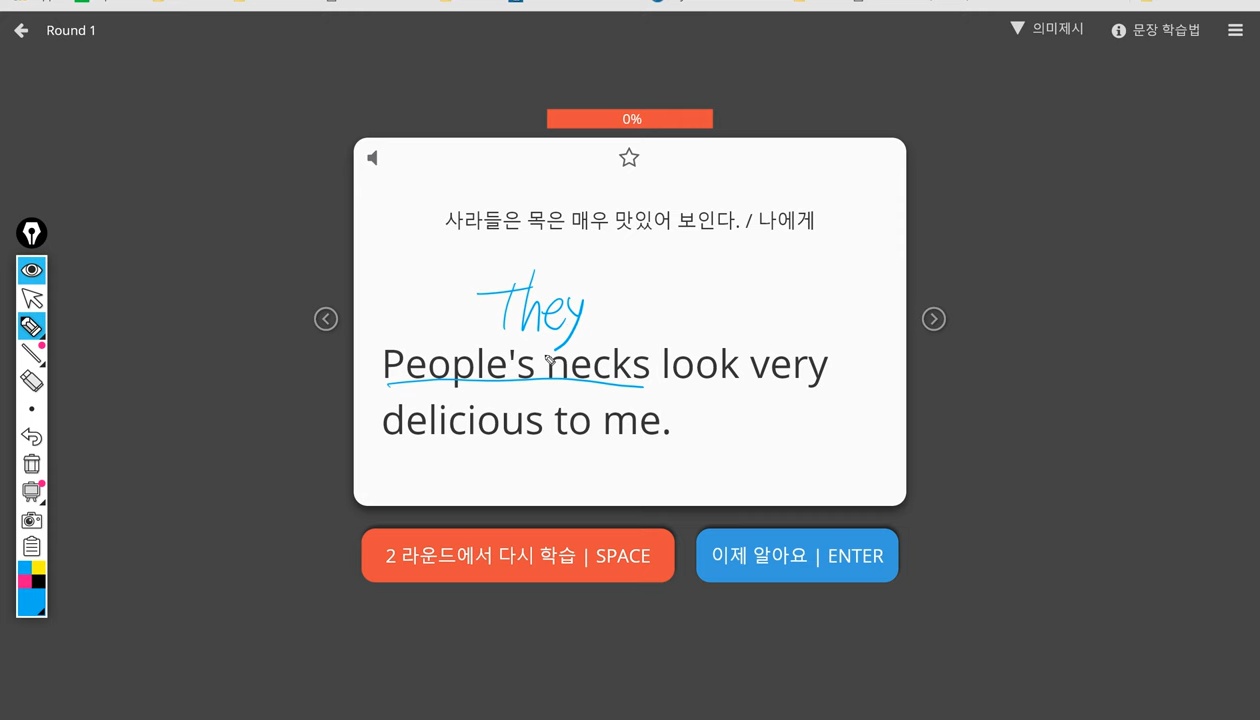 Round 1
▼ 의미제시
문장 학습법
0%
사라들은 목은 매우 맛있어 보인다. / 나에게
They
People's necks look very
delicious to me.
2 라운드에서 다시 학습 | SPACE
이제 알아요 | ENTER